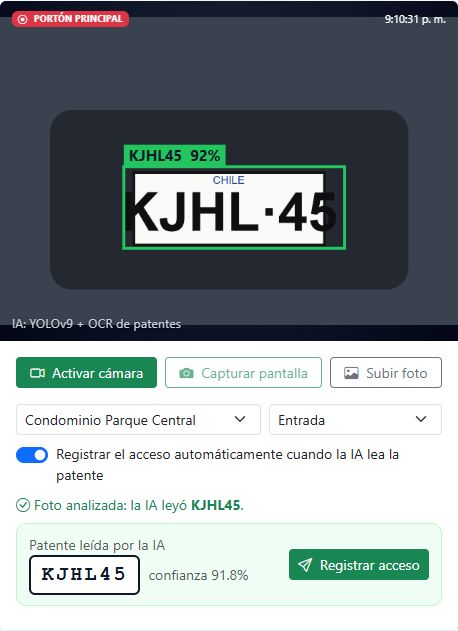 PORTÓN PRINCIPAL
9:10:31 p. m.
KJHL45 92%
CHILE
KJHL·45
IA: YOLOv9 + OCR de patentes
Activar cámara
Capturar pantalla
Subir foto
Condominio Parque Central
Entrada
Registrar el acceso automáticamente cuando la IA lea la
patente
Foto analizada: la IA leyó KJHL45.
Patente leída por la IA
KJHL45
confianza 91.8%
Registrar acceso